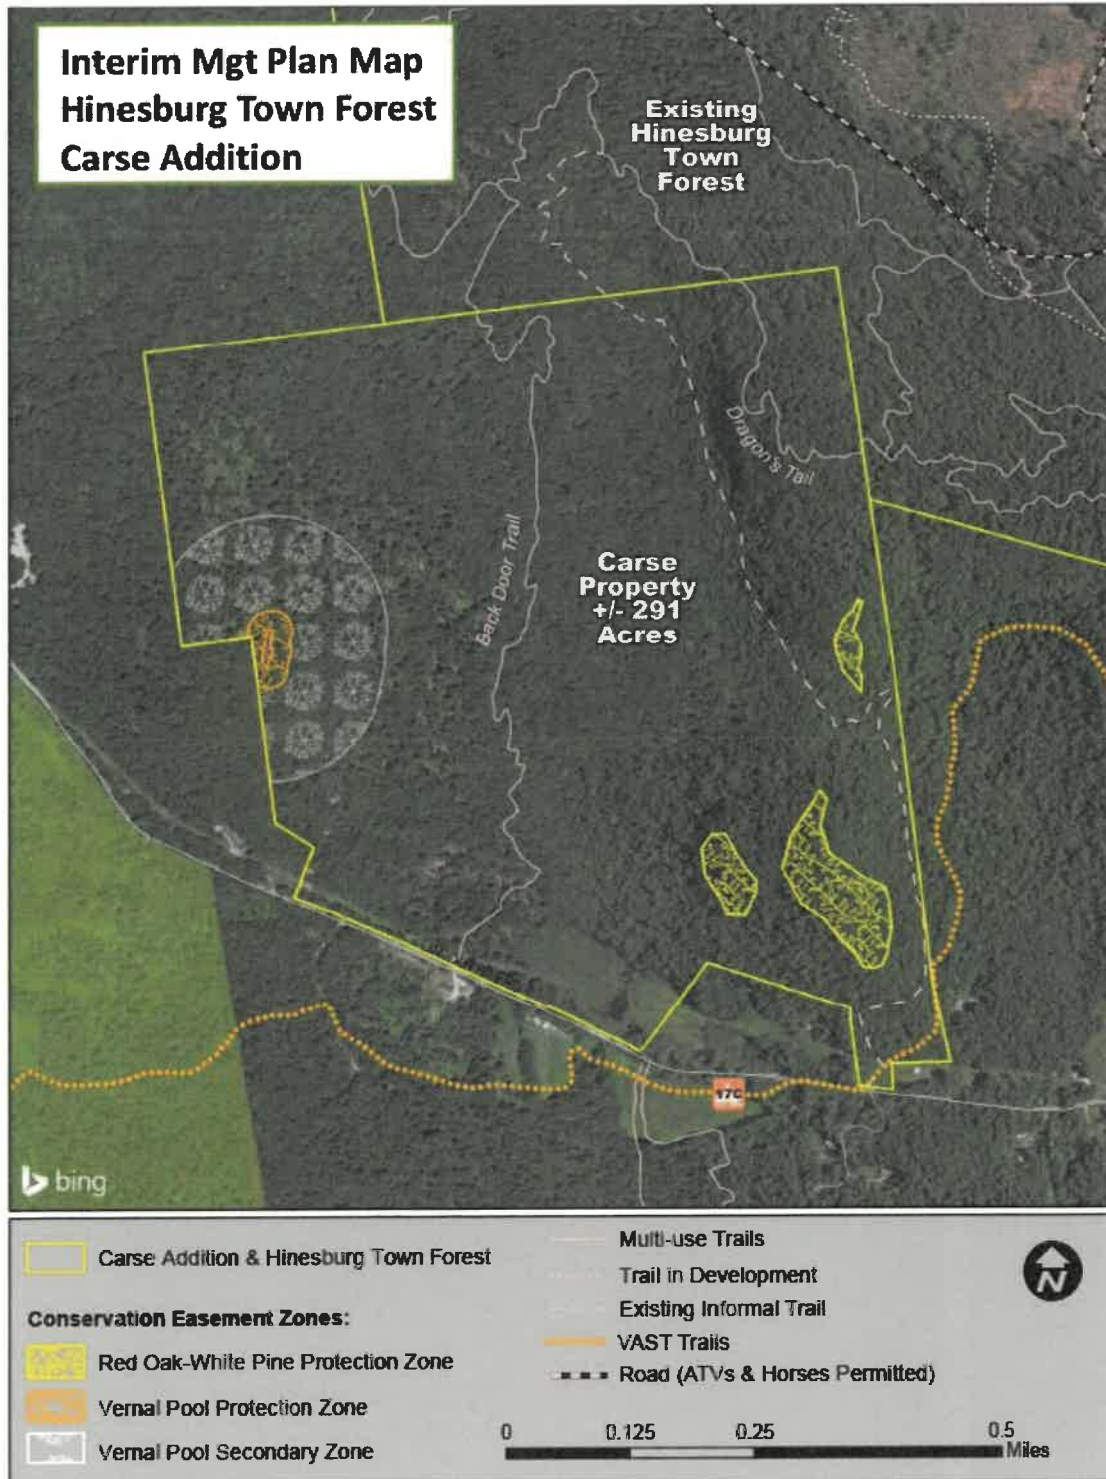 Interim Mgt Plan Map
Hinesburg Town Forest
Carse Addition
Existing
Hinesburg
Town
Forest
Dragon's Tail
Back Door Trail
Carse
Property
+/- 291
Acres
17C
bing
Carse Addition & Hinesburg Town Forest
Conservation Easement Zones:
Red Oak-White Pine Protection Zone
Vernal Pool Protection Zone
Vernal Pool Secondary Zone
Multi-use Trails
Trail in Development
Existing Informal Trail
VAST Trails
Road (ATVs & Horses Permitted)
N
0 0.125 0.25 0.5
Miles